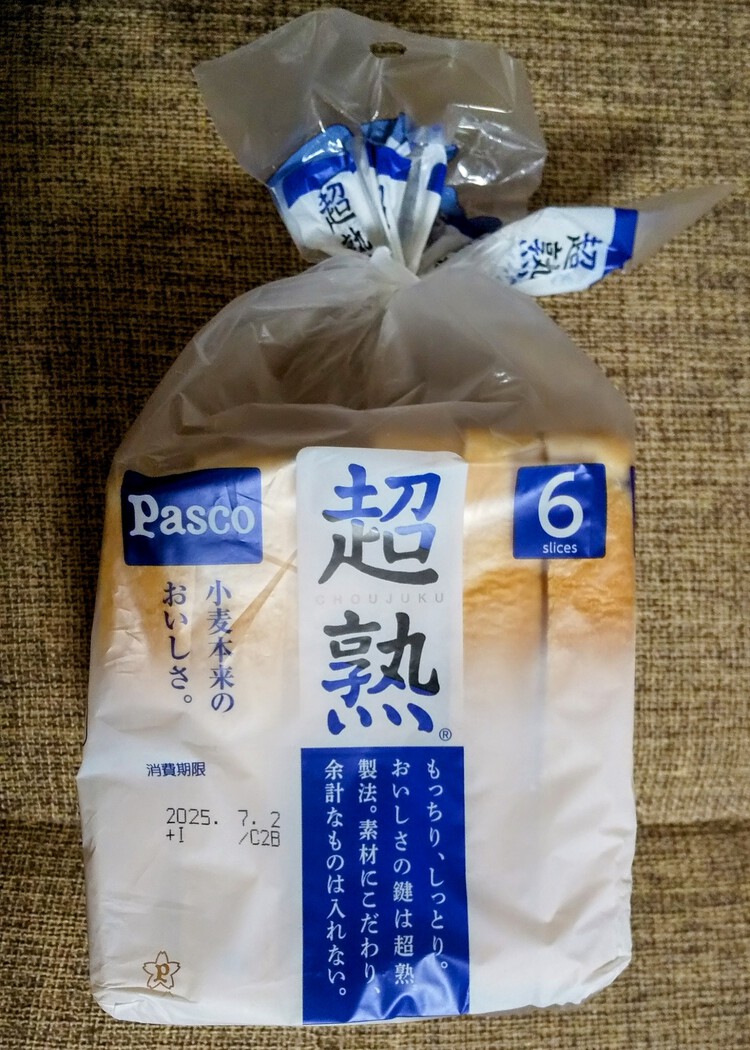 超熟
超熟
Pasco
6
slices
超熟
CHOUJUKU
®
小麦本来の
おいしさ。
消費期限
2025. 7. 2
+I /C2B
もっちり、しっとり。
おいしさの鍵は超熟
製法。素材にこだわり、
余計なものは入れない。
P